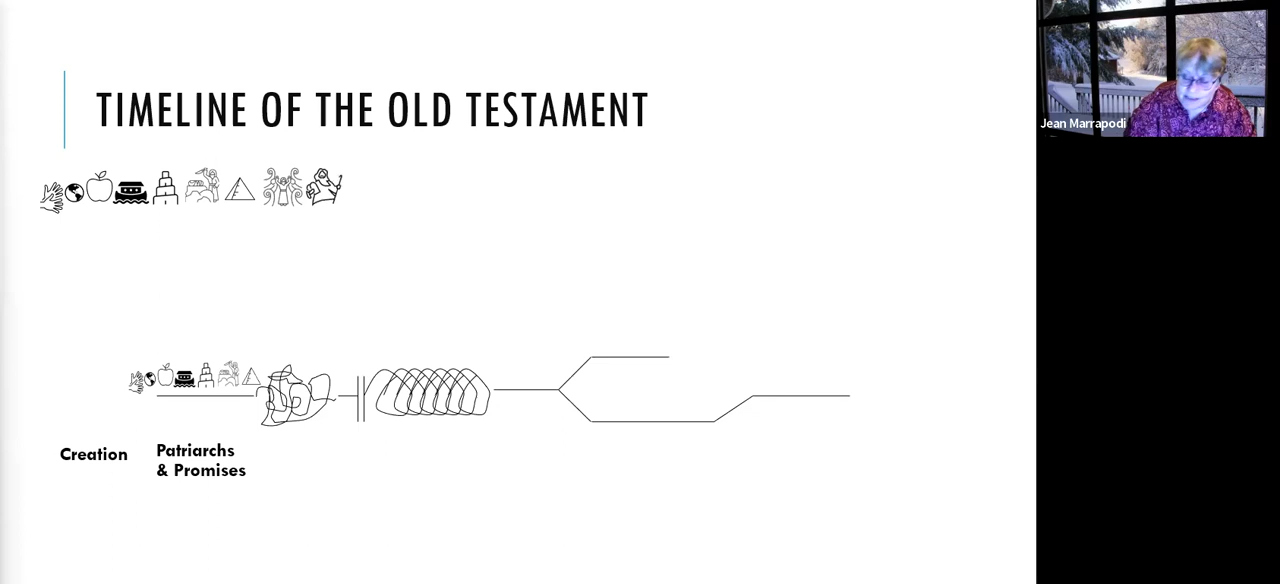 TIMELINE OF THE OLD TESTAMENT
Jean Marrapodi
Creation
Patriarchs
& Promises